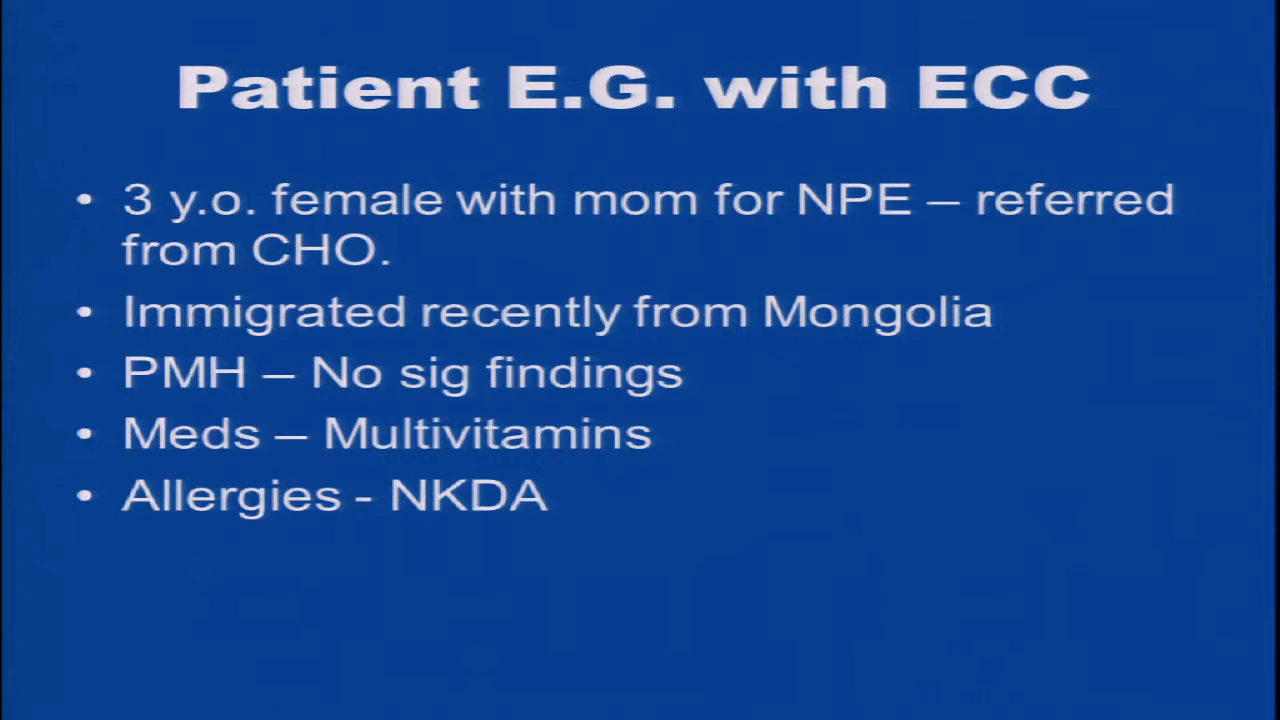 Patient E.G. with ECC
• 3 y.o. female with mom for NPE – referred
from CHO.
• Immigrated recently from Mongolia
• PMH – No sig findings
• Meds – Multivitamins
• Allergies - NKDA